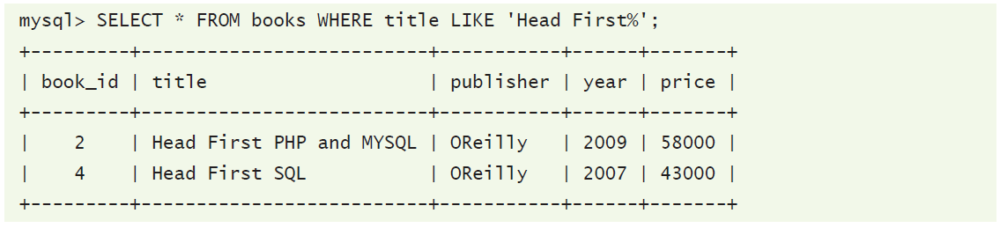 mysql> SELECT * FROM books WHERE title LIKE 'Head First%';
+---------+-------------------------+-----------+------+-------+
| book_id | title                   | publisher | year | price |
+---------+-------------------------+-----------+------+-------+
|    2    | Head First PHP and MYSQL | OReilly   | 2009 | 58000 |
|    4    | Head First SQL           | OReilly   | 2007 | 43000 |
+---------+-------------------------+-----------+------+-------+